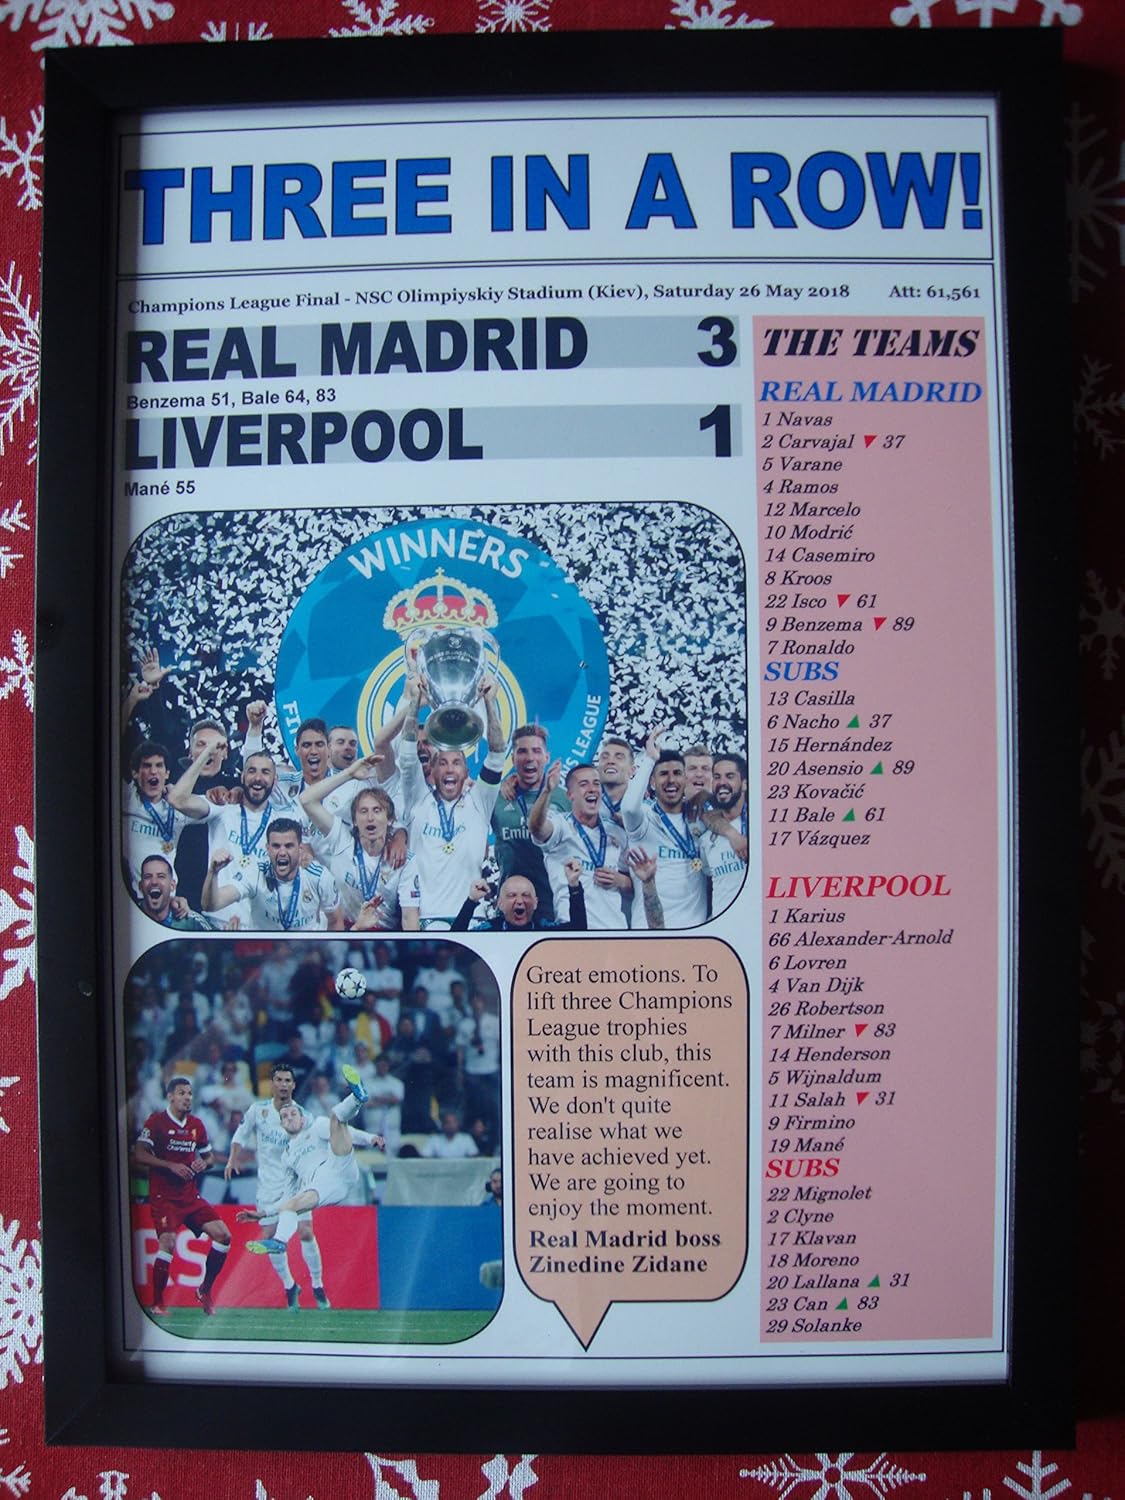 THREE IN A ROW!
Champions League Final - NSC Olimpiyskiy Stadium (Kiev), Saturday 26 May 2018 Att: 61,561
REAL MADRID 3
Benzema 51, Bale 64, 83
LIVERPOOL 1
Mané 55
WINNERS
Emirates
Standard
Chartered
RS
Great emotions. To
lift three Champions
League trophies
with this club, this
team is magnificent.
We don't quite
realise what we
have achieved yet.
We are going to
enjoy the moment.
Real Madrid boss
Zinedine Zidane
THE TEAMS
REAL MADRID
1 Navas
2 Carvajal ▼ 37
5 Varane
4 Ramos
12 Marcelo
10 Modrić
14 Casemiro
8 Kroos
22 Isco ▼ 61
9 Benzema ▼ 89
7 Ronaldo
SUBS
13 Casilla
6 Nacho ▲ 37
15 Hernández
20 Asensio ▲ 89
23 Kovačić
11 Bale ▲ 61
17 Vázquez
LIVERPOOL
1 Karius
66 Alexander-Arnold
6 Lovren
4 Van Dijk
26 Robertson
7 Milner ▼ 83
14 Henderson
5 Wijnaldum
11 Salah ▼ 31
9 Firmino
19 Mané
SUBS
22 Mignolet
2 Clyne
17 Klavan
18 Moreno
20 Lallana ▲ 31
23 Can ▲ 83
29 Solanke